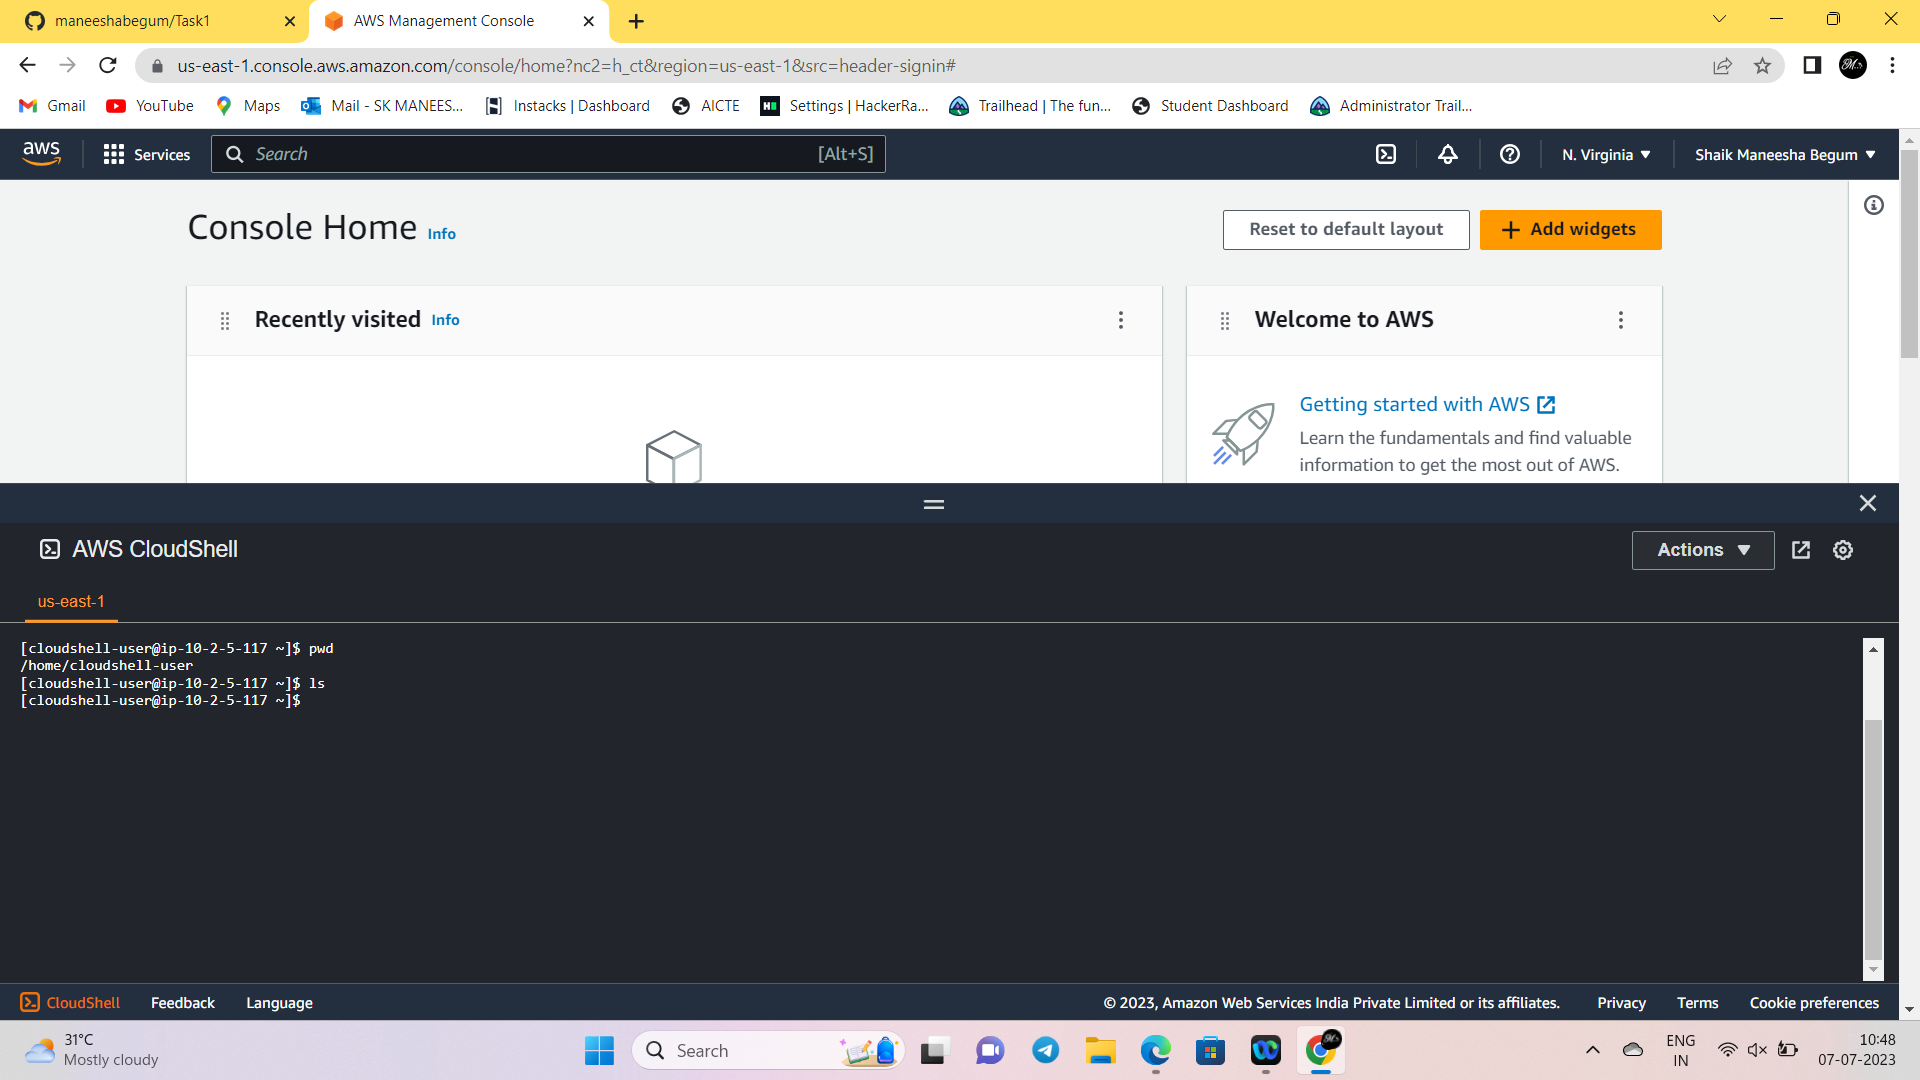 maneeshabegum/Task1
AWS Management Console
us-east-1.console.aws.amazon.com/console/home?nc2=h_ct&region=us-east-1&src=header-signin#
Gmail YouTube Maps Mail - SK MANEES... Instacks | Dashboard AICTE Settings | HackerRa... Trailhead | The fun... Student Dashboard Administrator Trail...
aws Services Search [Alt+S] N. Virginia Shaik Maneesha Begum
Console Home Info Reset to default layout Add widgets
Recently visited Info
Welcome to AWS
Getting started with AWS
Learn the fundamentals and find valuable
information to get the most out of AWS.
AWS CloudShell Actions
us-east-1
[cloudshell-user@ip-10-2-5-117 ~]$ pwd
/home/cloudshell-user
[cloudshell-user@ip-10-2-5-117 ~]$ ls
[cloudshell-user@ip-10-2-5-117 ~]$
CloudShell Feedback Language © 2023, Amazon Web Services India Private Limited or its affiliates. Privacy Terms Cookie preferences
31°C
Mostly cloudy
Search
ENG
IN
10:48
07-07-2023